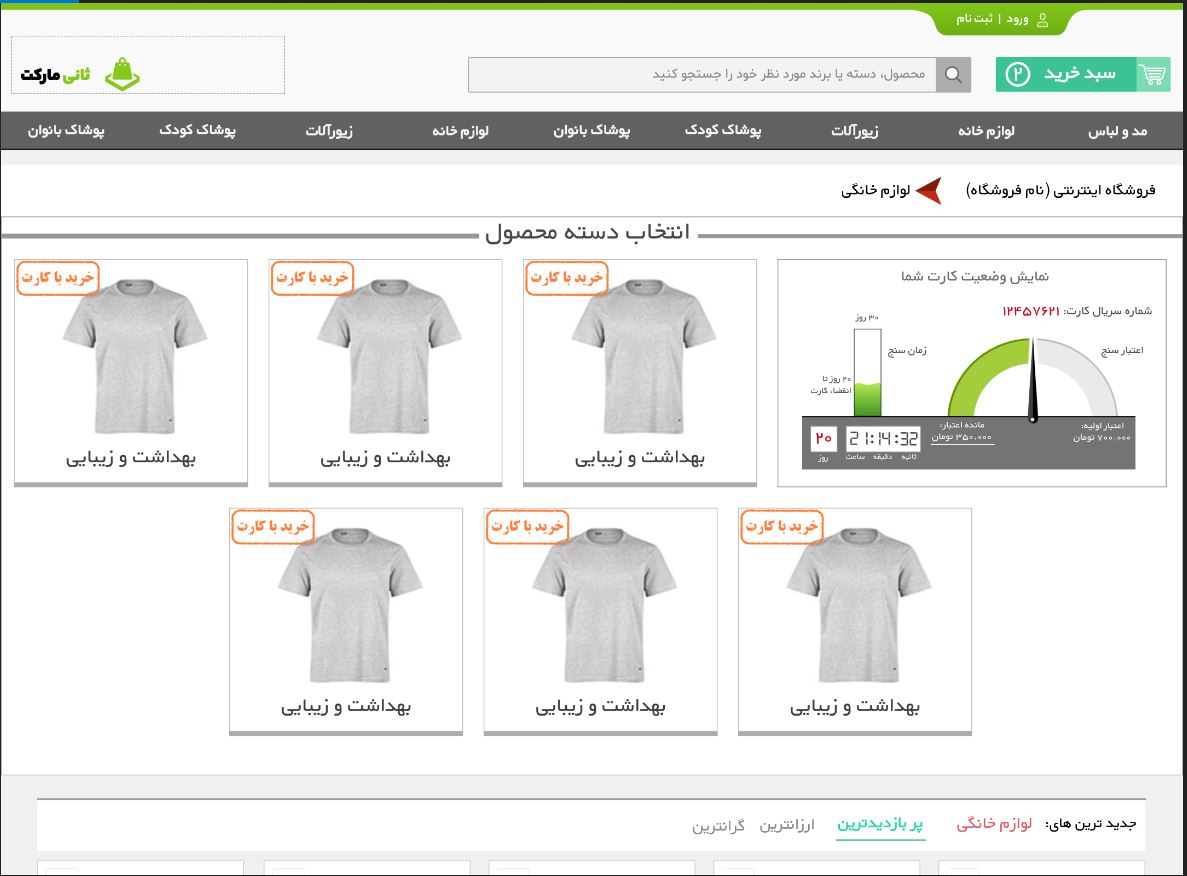 ورود | ثبت نام
سبد خرید ۲
محصول، دسته یا برند مورد نظر خود را جستجو کنید
ثانی مارکت
مد و لباس
لوازم خانه
زیورآلات
پوشاک کودک
پوشاک بانوان
لوازم خانه
زیورآلات
پوشاک کودک
پوشاک بانوان
فروشگاه اینترنتی (نام فروشگاه)
لوازم خانگی
انتخاب دسته محصول
نمایش وضعیت کارت شما
شماره سریال کارت: ۱۲۴۵۷۶۲۱
اعتبار سنج
زمان سنج
۳۰ روز
۲۰ روز تا
انقضاء کارت
اعتبار اولیه:
۷۰۰،۰۰۰ تومان
مانده اعتبار:
۳۵۰،۰۰۰ تومان
21:14:32
ثانیه
دقیقه
ساعت
۲۰
روز
خرید با کارت
بهداشت و زیبایی
خرید با کارت
بهداشت و زیبایی
خرید با کارت
بهداشت و زیبایی
خرید با کارت
بهداشت و زیبایی
خرید با کارت
بهداشت و زیبایی
خرید با کارت
بهداشت و زیبایی
جدید ترین های:
لوازم خانگی
پر بازدیدترین
ارزانترین
گرانترین